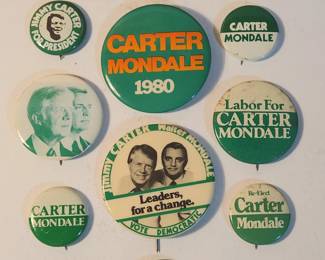 JIMMY CARTER
FOR PRESIDENT
CARTER
MONDALE
1980
CARTER
MONDALE
Labor For
CARTER
MONDALE
Jimmy CARTER Walter MONDALE
Leaders,
for a change.
VOTE DEMOCRATIC
CARTER
MONDALE
Re-Elect
Carter
Mondale